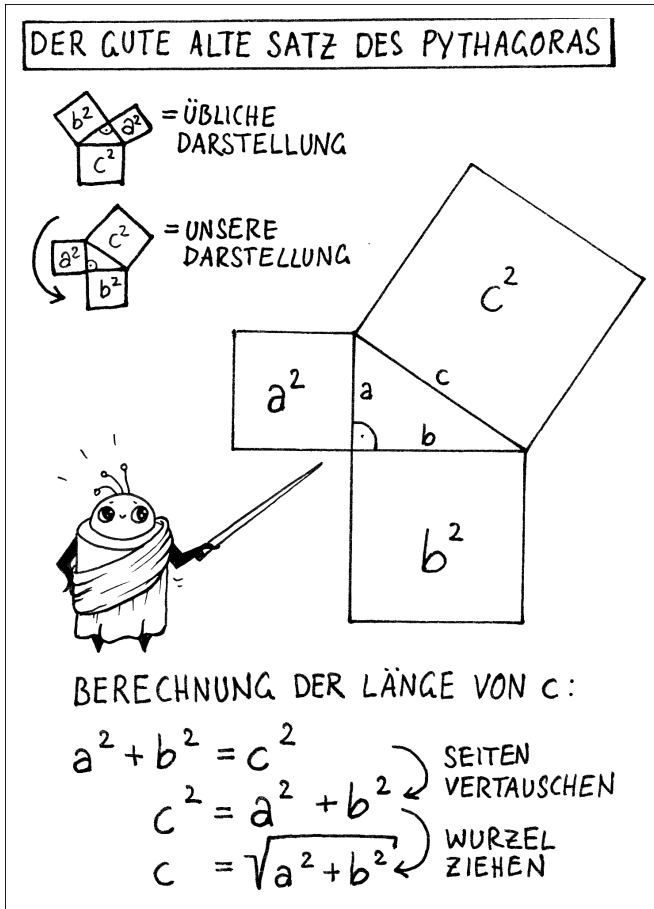 DER GUTE ALTE SATZ DES PYTHAGORAS
b²
a²
c²
= ÜBLICHE
DARSTELLUNG
a²
c²
b²
= UNSERE
DARSTELLUNG
c²
a²
a
c
b
b²
BERECHNUNG DER LÄNGE VON C:
a² + b² = c²
SEITEN
VERTAUSCHEN
c² = a² + b²
WURZEL
ZIEHEN
c = √a² + b²